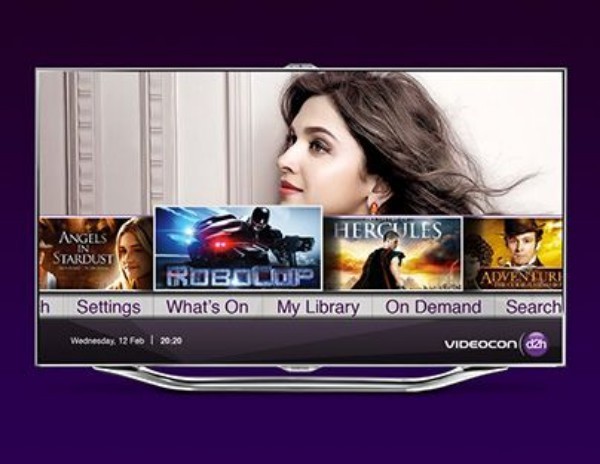 ANGELS
IN
STARDUST
ROBOCOP
HERCULES
ADVENTURE
h Settings What's On My Library On Demand Search
Wednesday, 12 Feb | 20:20
VIDEOCON d2h